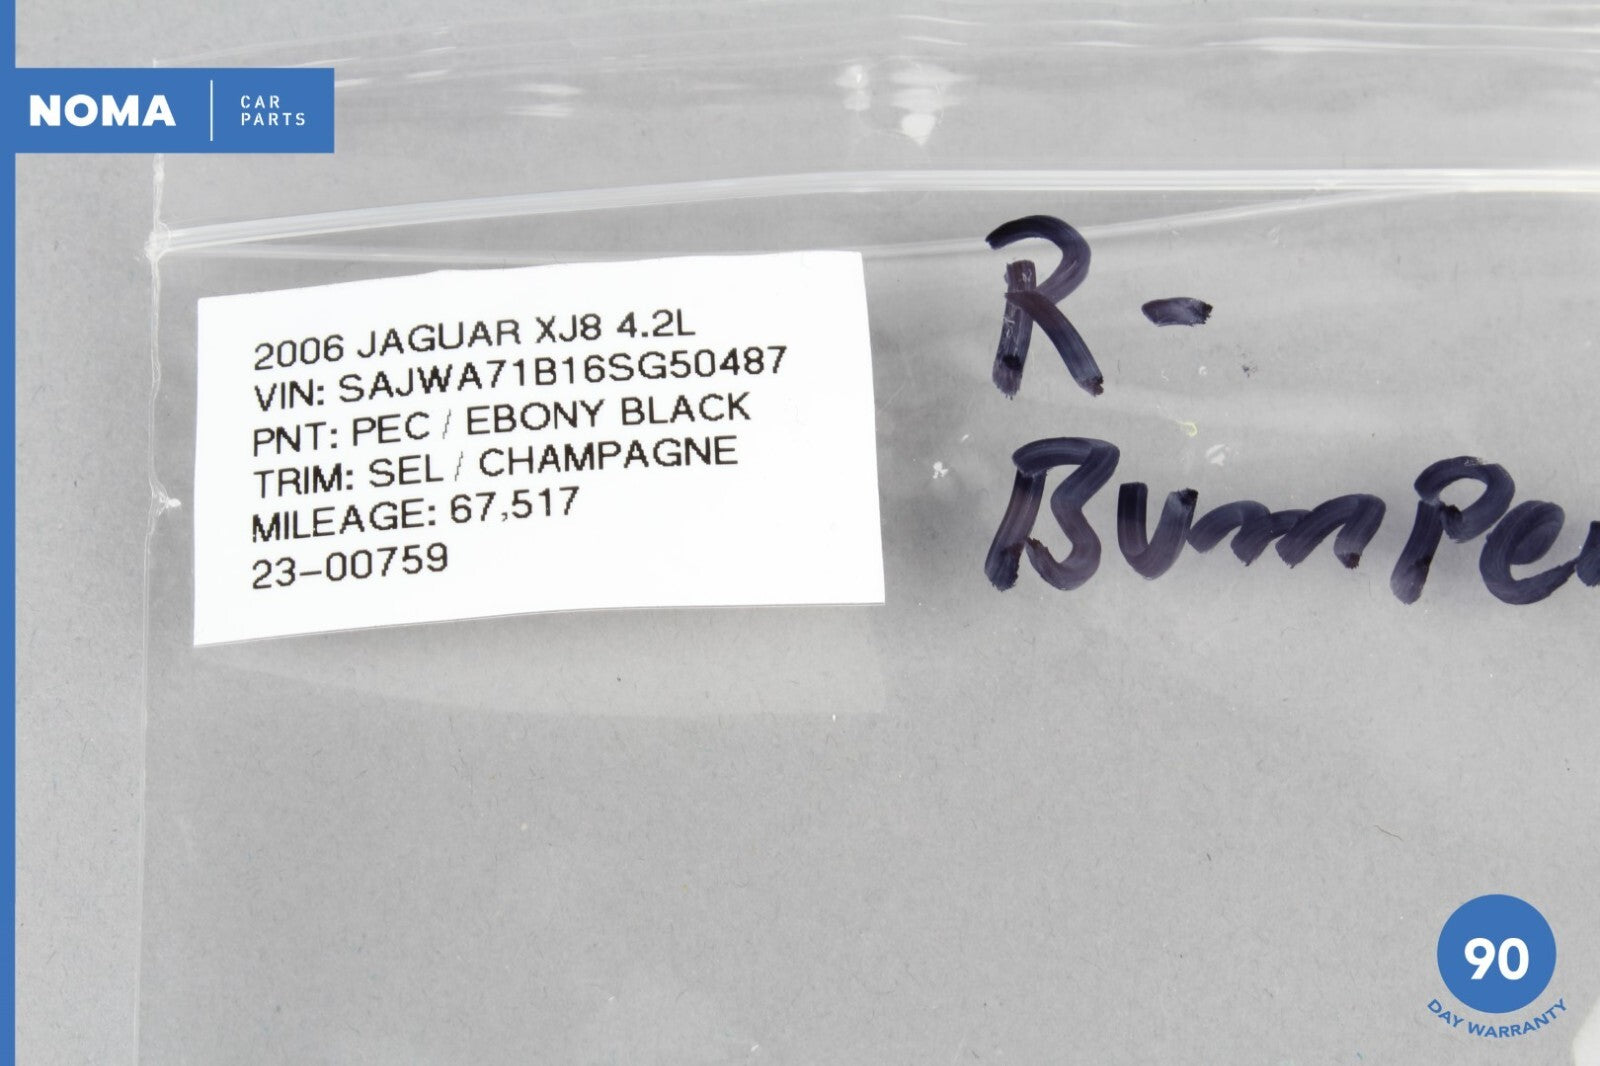 NOMA
CAR
PARTS
2006 JAGUAR XJ8 4.2L
VIN: SAJWA71B16SG50487
PNT: PEC / EBONY BLACK
TRIM: SEL / CHAMPAGNE
MILEAGE: 67,517
23-00759
R-
Bumper
90
DAY WARRANTY